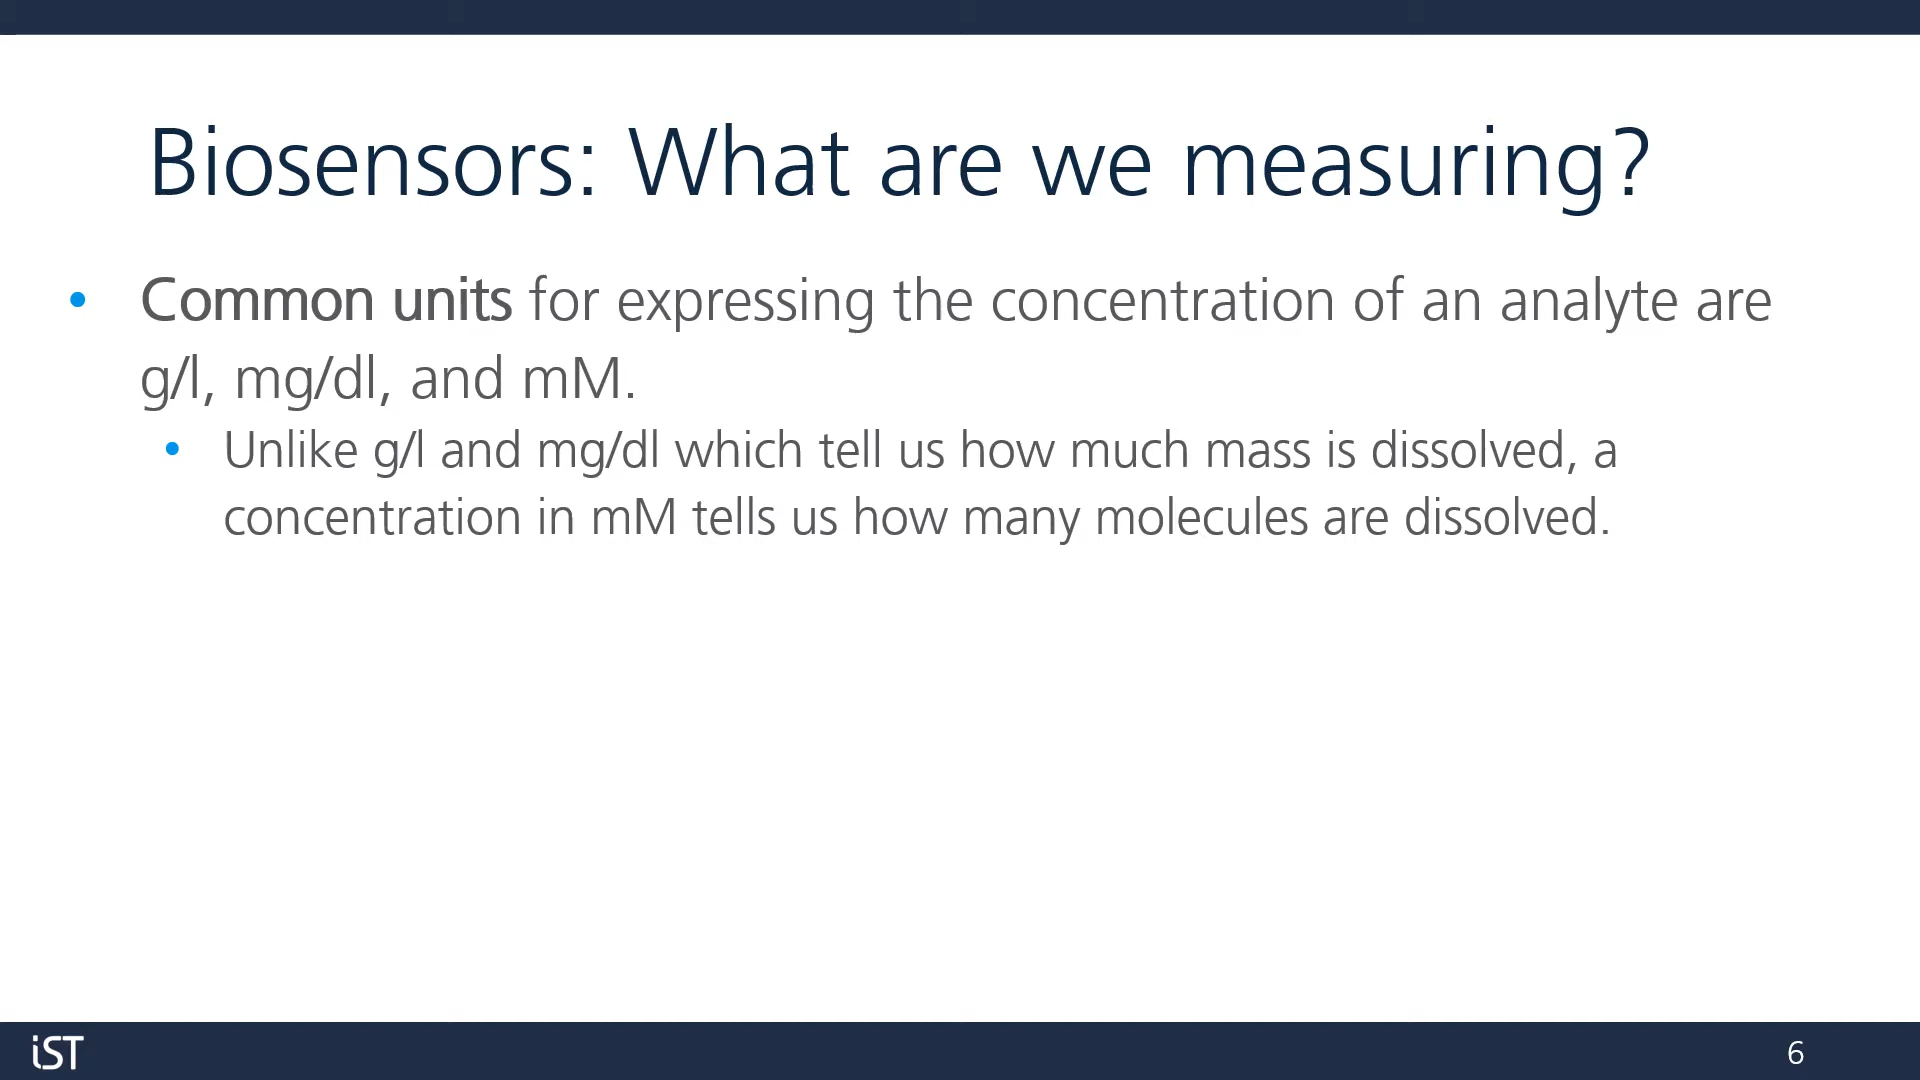 Biosensors: What are we measuring?
• Common units for expressing the concentration of an analyte are
g/l, mg/dl, and mM.
• Unlike g/l and mg/dl which tell us how much mass is dissolved, a
concentration in mM tells us how many molecules are dissolved.
iST
6